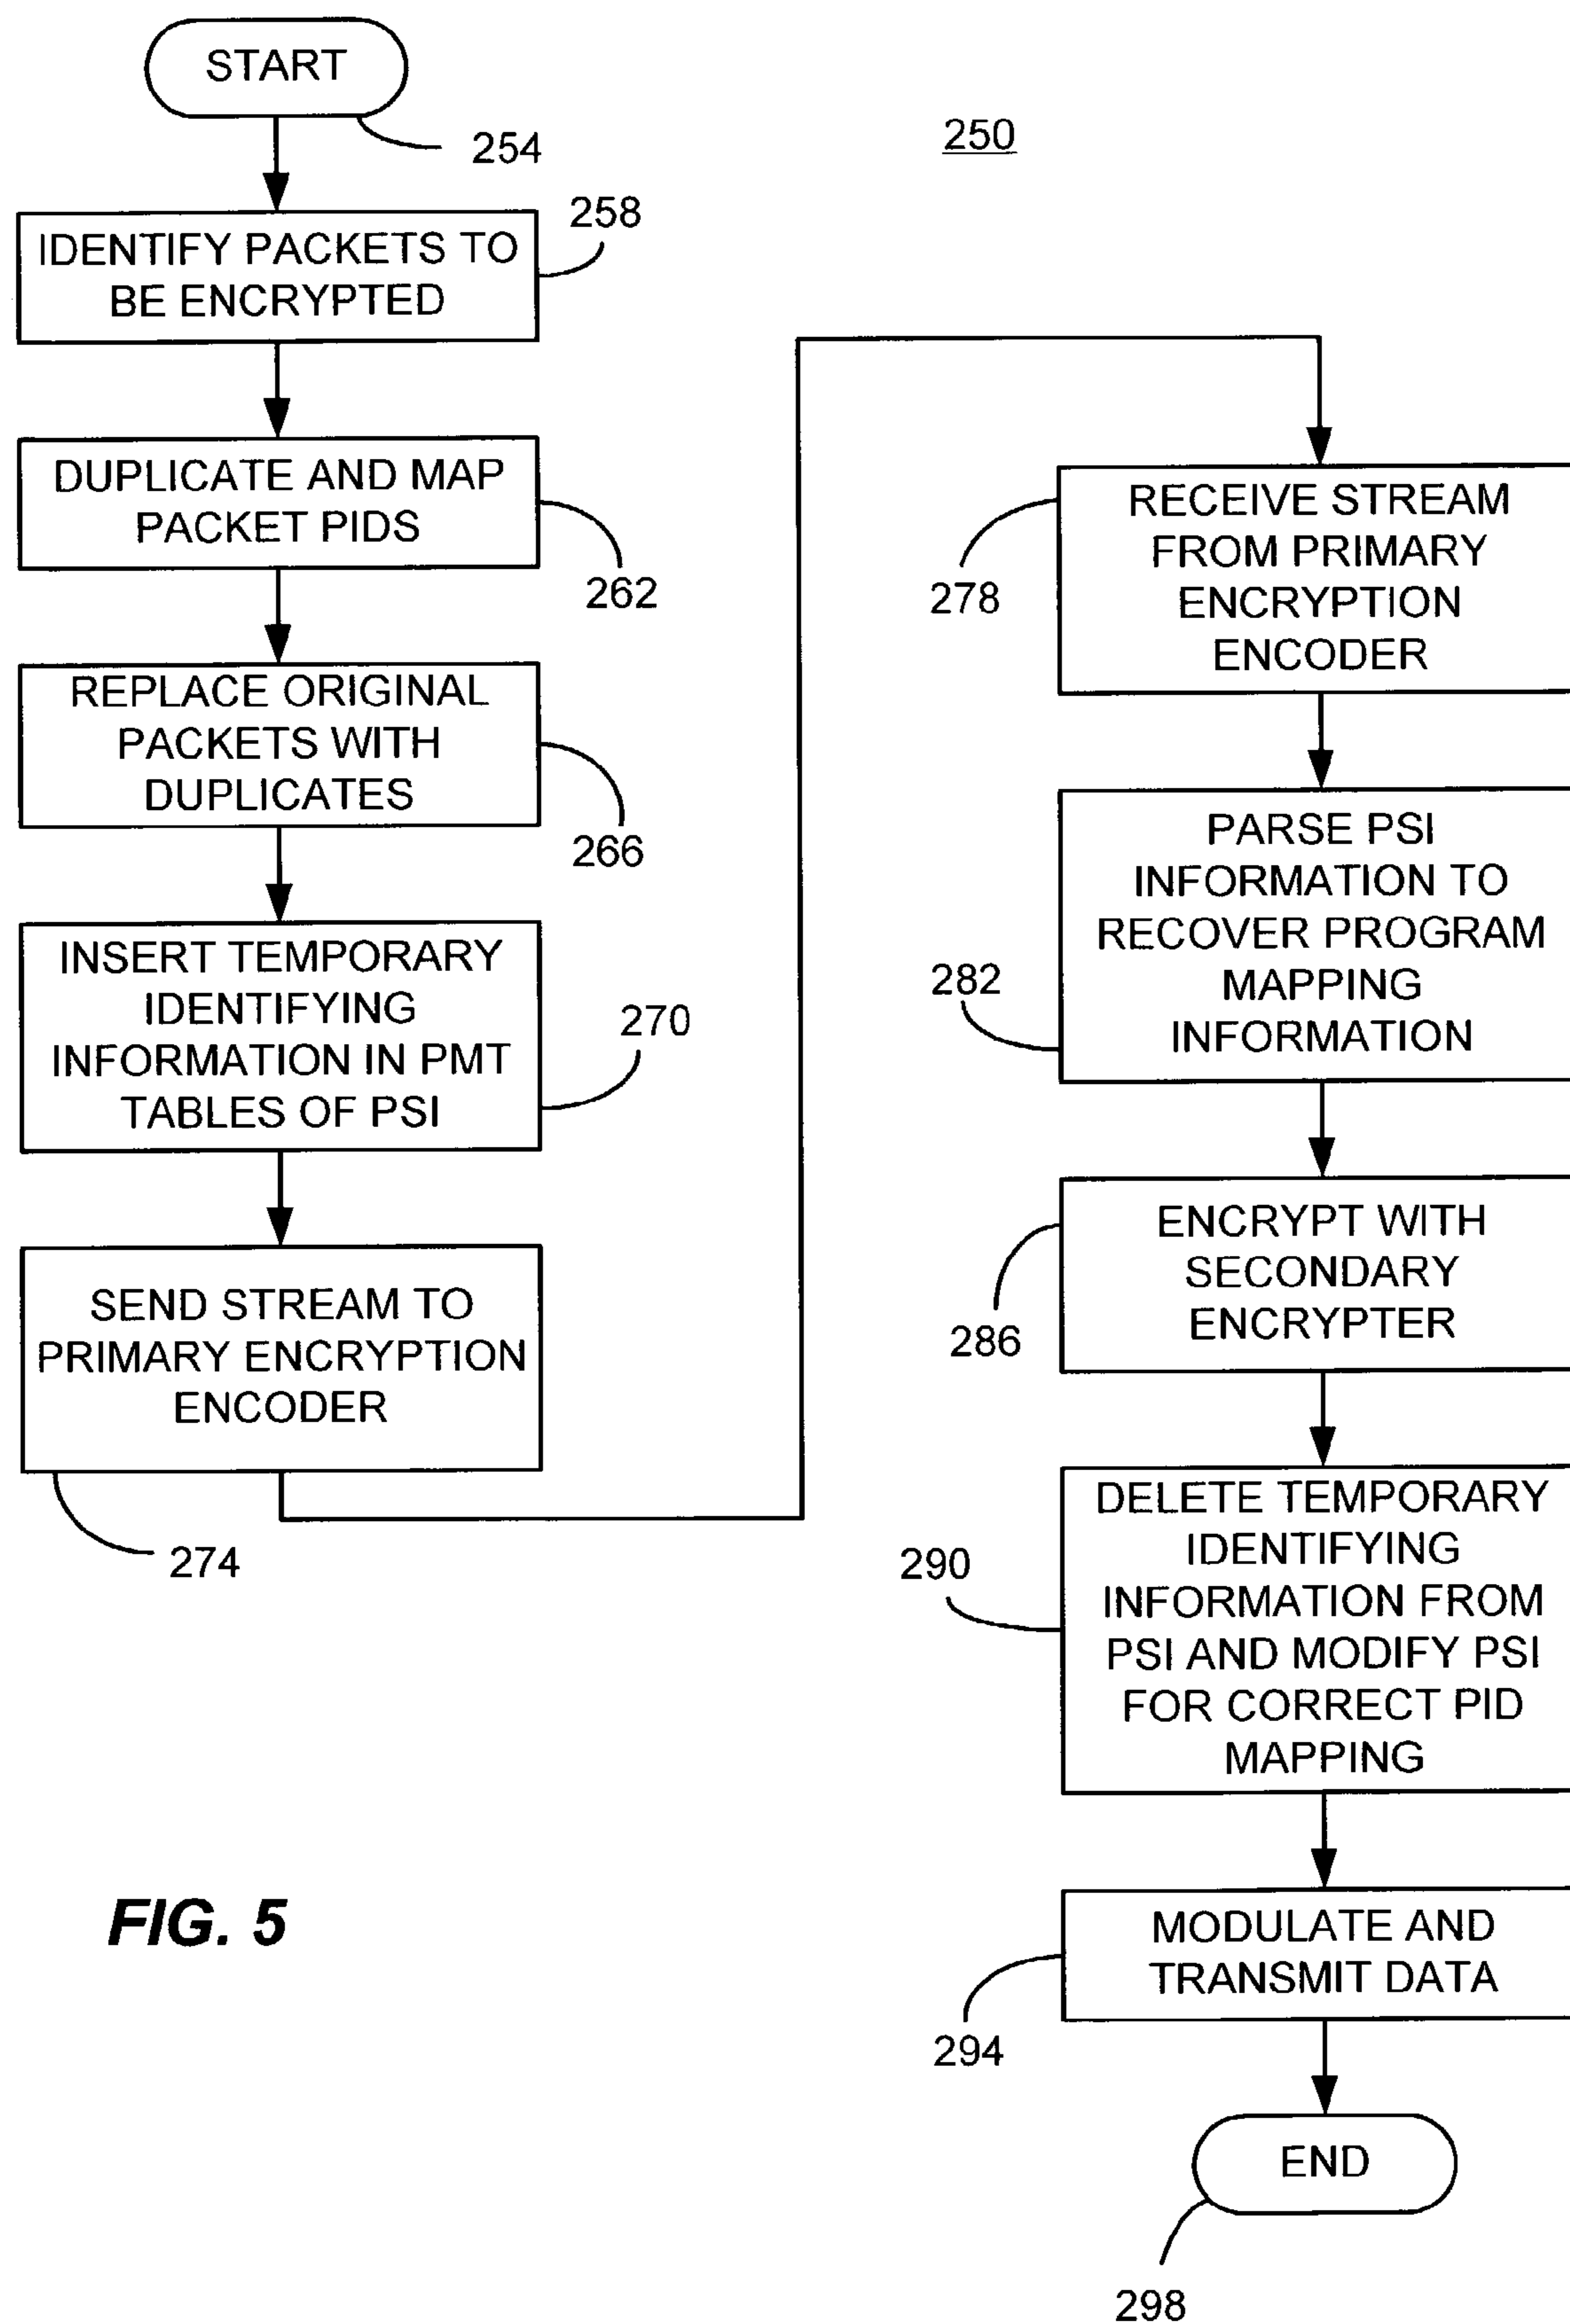 START
254
250
IDENTIFY PACKETS TO
BE ENCRYPTED
258
DUPLICATE AND MAP
PACKET PIDS
262
REPLACE ORIGINAL
PACKETS WITH
DUPLICATES
266
INSERT TEMPORARY
IDENTIFYING
INFORMATION IN PMT
TABLES OF PSI
270
SEND STREAM TO
PRIMARY ENCRYPTION
ENCODER
274
RECEIVE STREAM
FROM PRIMARY
ENCRYPTION
ENCODER
278
PARSE PSI
INFORMATION TO
RECOVER PROGRAM
MAPPING
INFORMATION
282
ENCRYPT WITH
SECONDARY
ENCRYPTER
286
DELETE TEMPORARY
IDENTIFYING
INFORMATION FROM
PSI AND MODIFY PSI
FOR CORRECT PID
MAPPING
290
MODULATE AND
TRANSMIT DATA
294
END
298
FIG. 5